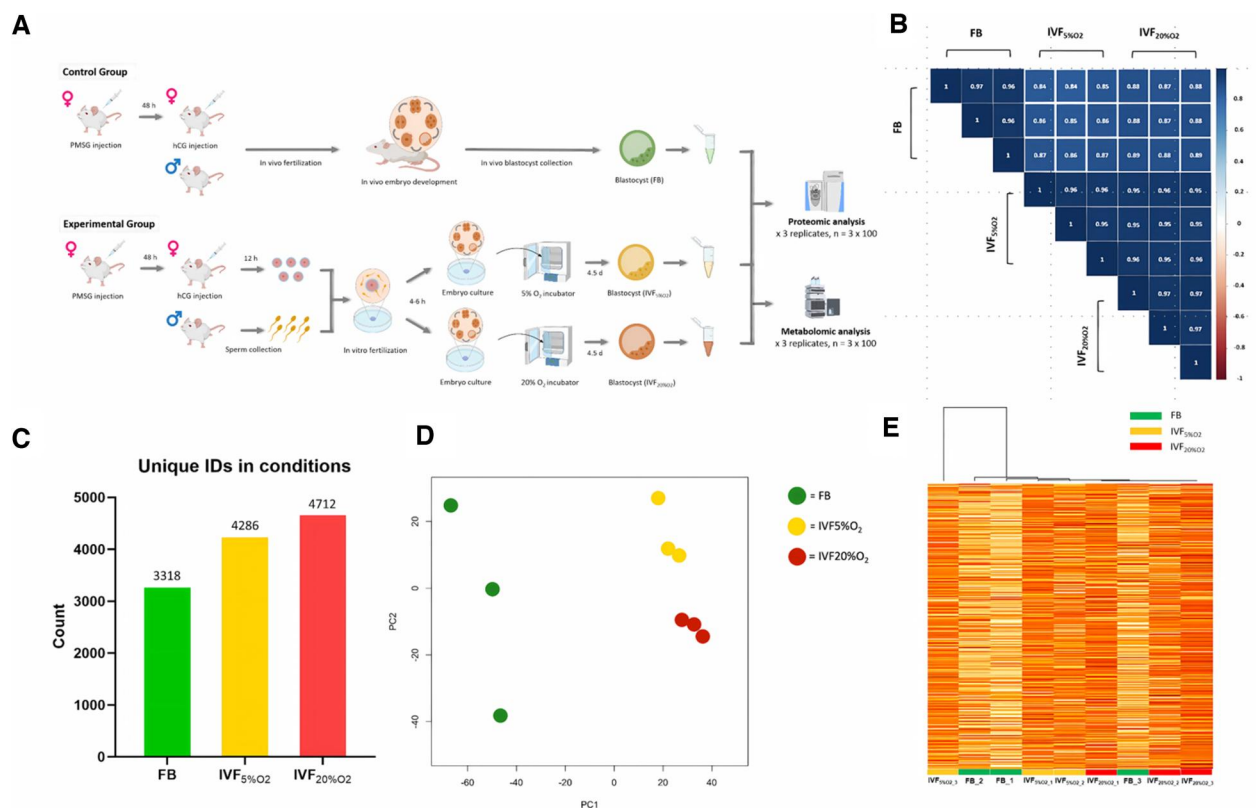 A
Control Group
PMSG injection
48 h
hCG injection
In vivo fertilization
In vivo embryo development
In vivo blastocyst collection
Blastocyst (FB)
Experimental Group
PMSG injection
48 h
hCG injection
12 h
Sperm collection
In vitro fertilization
4-6 h
Embryo culture
5% O2 incubator
4.5 d
Embryo culture
20% O2 incubator
4.5 d
Blastocyst (IVF20%O2)
Proteomic analysis
x 3 replicates, n = 3 x 100
Metabolomic analysis
x 3 replicates, n = 3 x 100
B
FB IVF5%O2 IVF20%O2
FB
IVF5%O2
IVF20%O2
1 0.97 0.96 0.84 0.84 0.85 0.88 0.87 0.88
1 0.96 0.86 0.85 0.86 0.88 0.87 0.88
1 0.87 0.86 0.87 0.89 0.88 0.89
1 0.96 0.96 0.95 0.96 0.95
1 0.95 0.95 0.95 0.95
1 0.96 0.95 0.96
1 0.97 0.97
1 0.97
1
0.8
0.6
0.4
0.2
0
-0.2
-0.4
-0.6
-0.8
-1
C
Unique IDs in conditions
Count
5000
4000
3000
2000
1000
0
3318
4286
4712
FB
IVF5%O2
IVF20%O2
D
PC2
20
0
-20
-40
-60
-40
-20
0
20
40
PC1
= FB
= IVF5%O2
= IVF20%O2
E
FB
IVF5%O2
IVF20%O2
IVF5%O2_3 FB_2 FB_1 IVF5%O2_1 IVF5%O2_2 IVF20%O2_1 FB_3 IVF20%O2_2 IVF20%O2_3